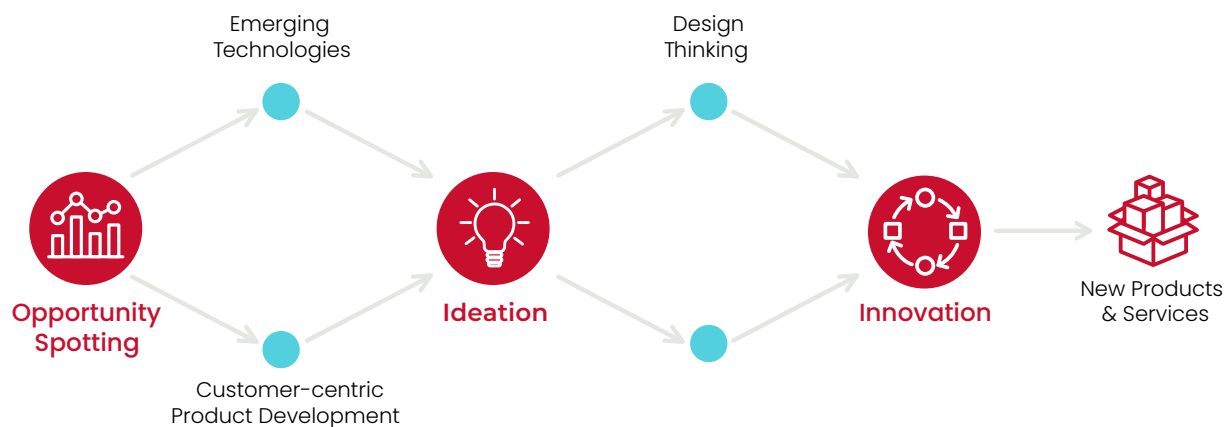 Emerging
Technologies
Design
Thinking
Opportunity
Spotting
Ideation
Innovation
New Products
& Services
Customer-centric
Product Development